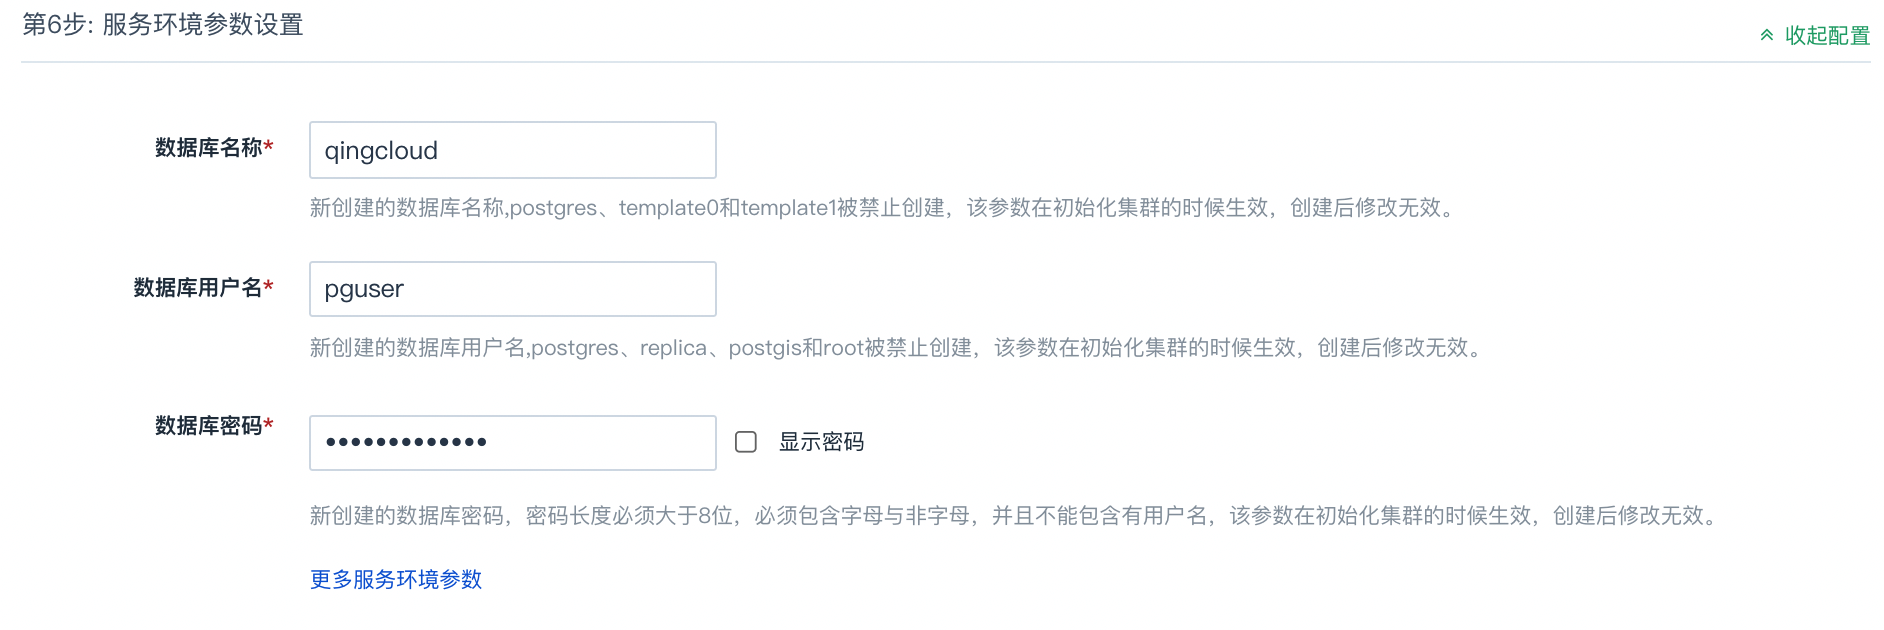 第6步: 服务环境参数设置
收起配置
数据库名称*
qingcloud
新创建的数据库名称,postgres、template0和template1被禁止创建，该参数在初始化集群的时候生效，创建后修改无效。
数据库用户名*
pguser
新创建的数据库用户名,postgres、replica、postgis和root被禁止创建，该参数在初始化集群的时候生效，创建后修改无效。
数据库密码*
•••••••••••••
显示密码
新创建的数据库密码，密码长度必须大于8位，必须包含字母与非字母，并且不能包含有用户名，该参数在初始化集群的时候生效，创建后修改无效。
更多服务环境参数